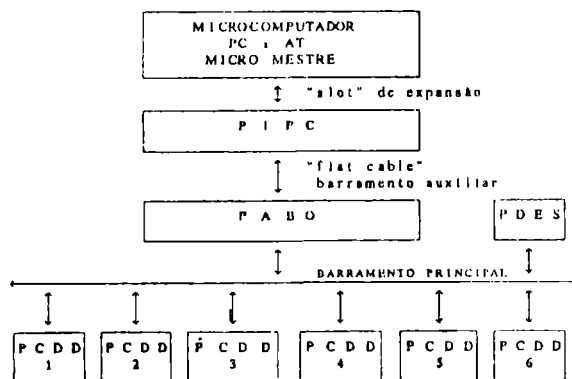 MICROCOMPUTADOR
PC : AT
MICRO MESTRE
"slot" de expansão
P I P C
"flat cable"
barramento auxiliar
P A B O
P D E S
BARRAMENTO PRINCIPAL
P C D D
1
P C D D
2
P C D D
3
P C D D
4
P C D D
5
P C D D
6